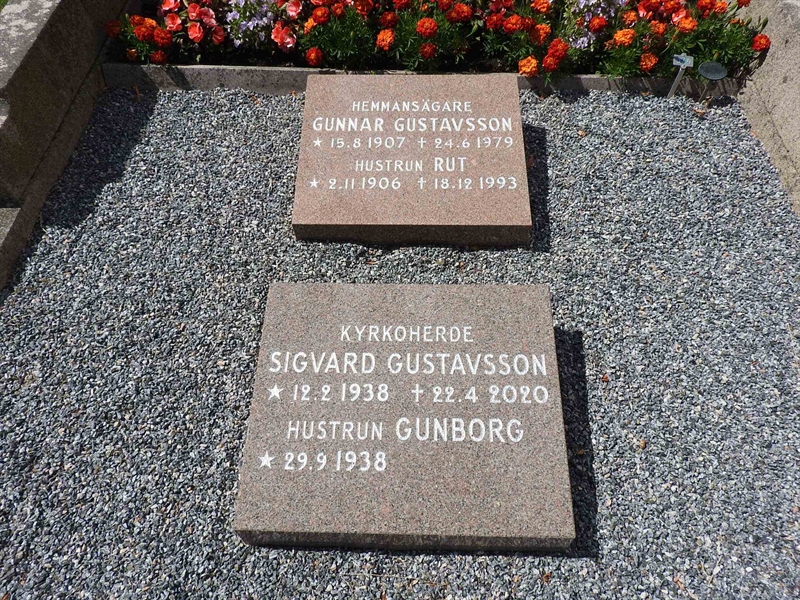 HEMMANSÄGARE
GUNNAR GUSTAVSSON
★ 15.8 1907 ✝ 24.6 1979
HUSTRUN RUT
★ 2.11 1906 ✝ 18.12 1993
KYRKOHERDE
SIGVARD GUSTAVSSON
★ 12.2 1938 ✝ 22.4 2020
HUSTRUN GUNBORG
★ 29.9 1938